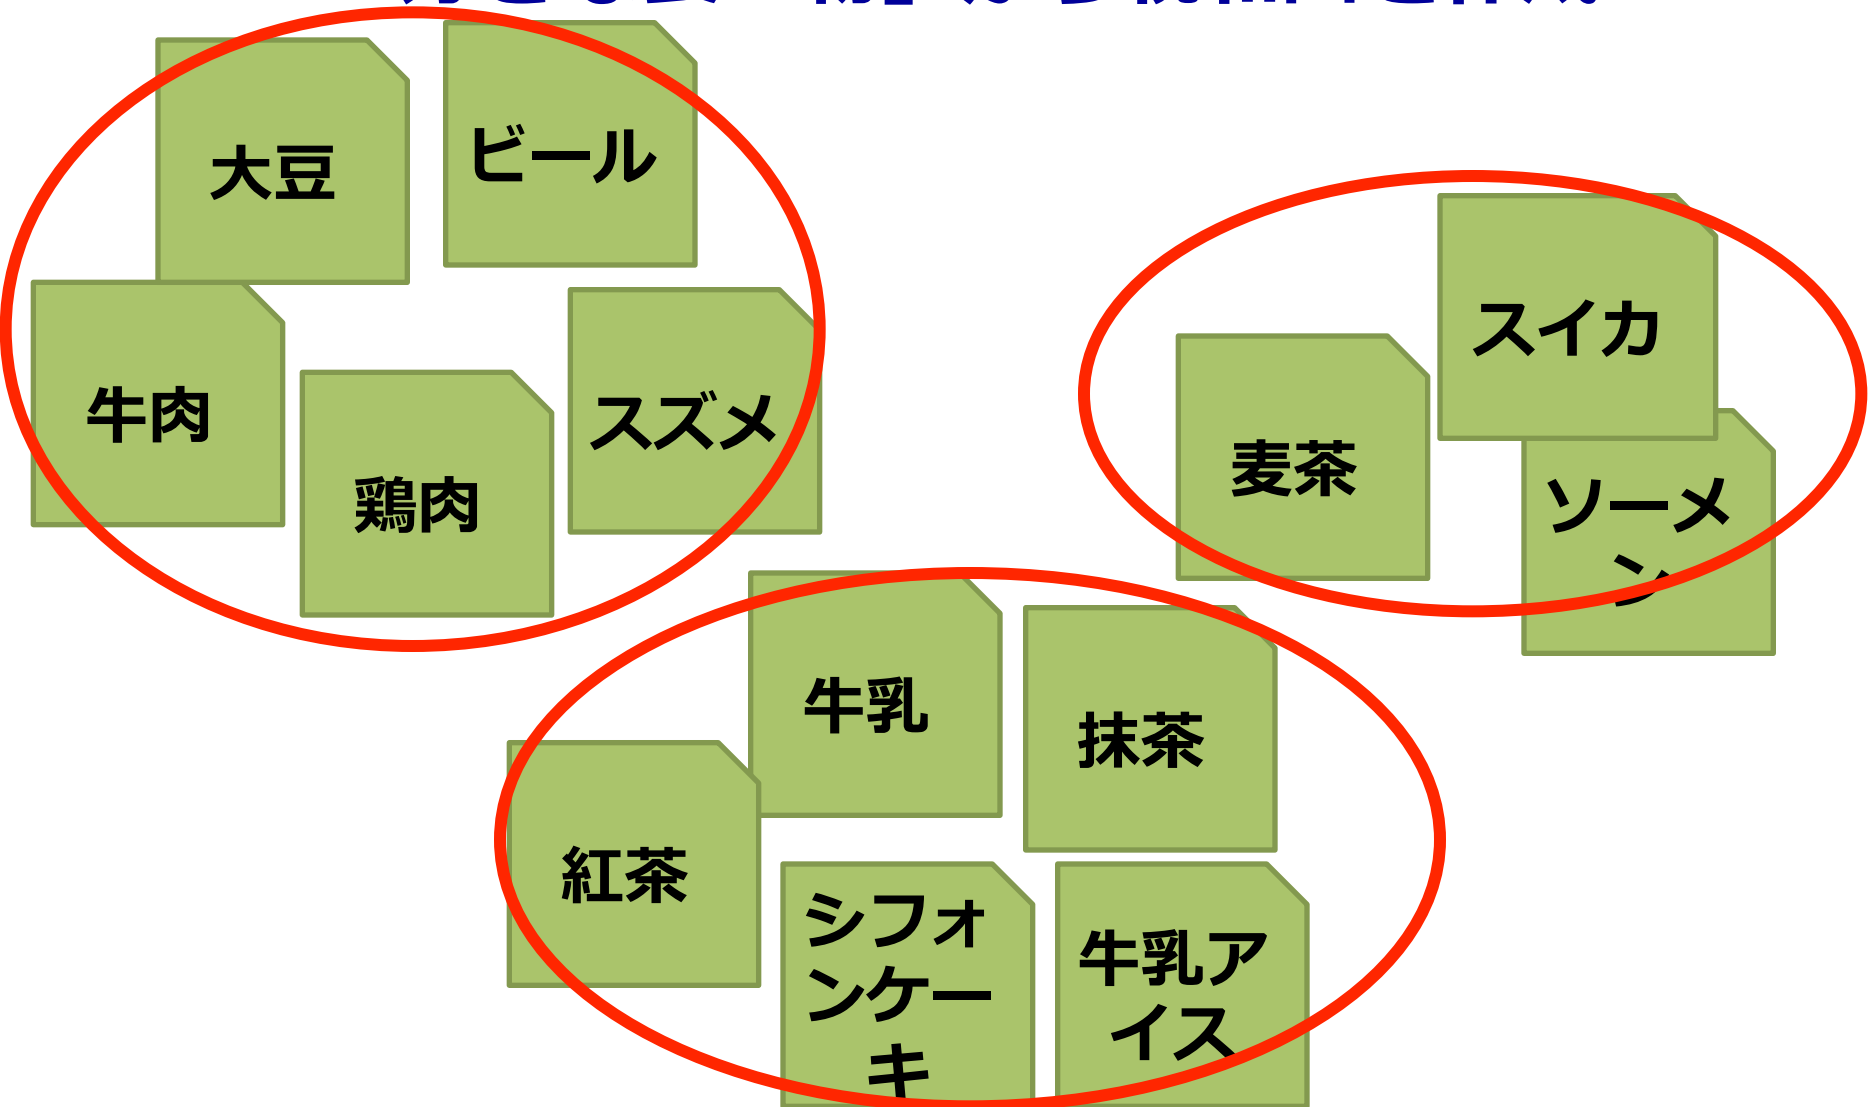 大豆
ビール
牛肉
鶏肉
スズメ
スイカ
麦茶
ソーメ
ン
牛乳
抹茶
紅茶
シフォ
ンケー
キ
牛乳ア
イス